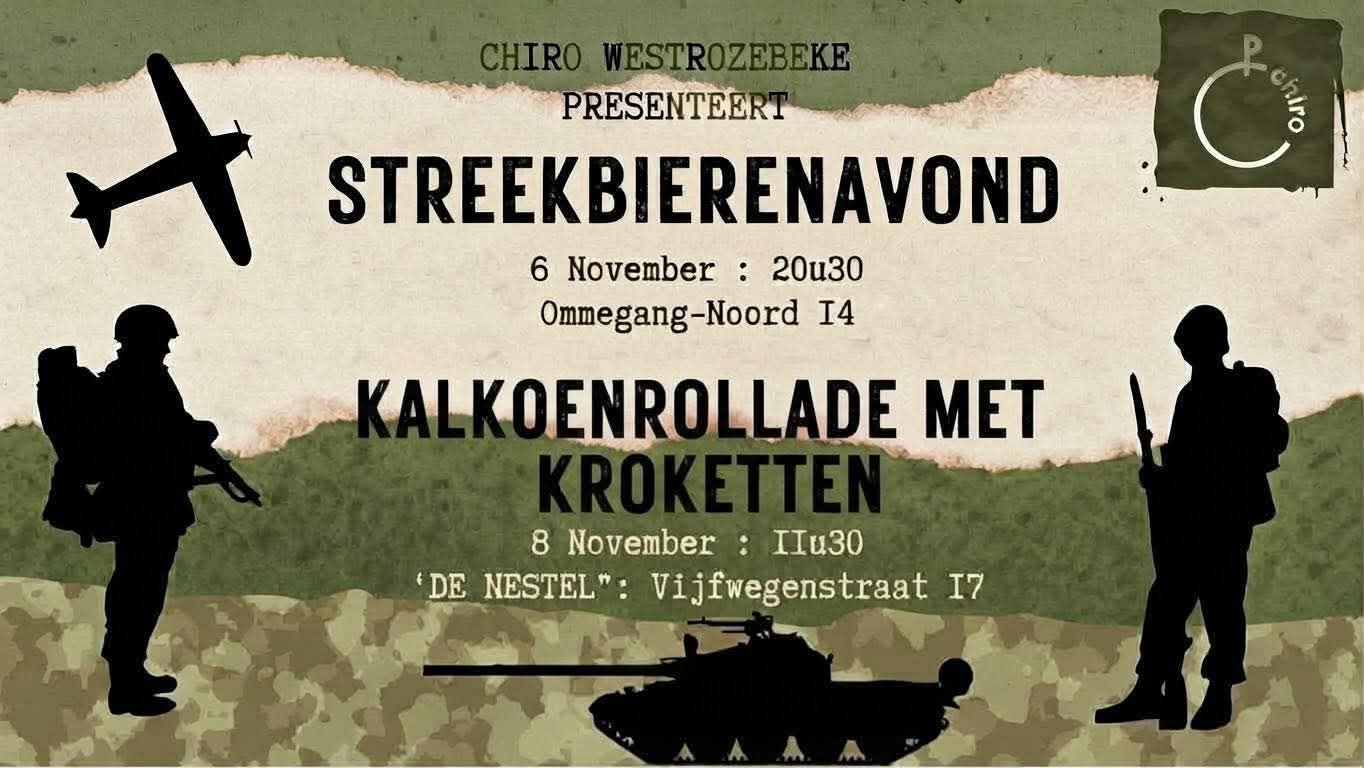 CHIRO WESTROZEBEKE
PRESENTEERT
chiro
STREEKBIERENAVOND
6 November : 20u30
Ommegang-Noord I4
KALKOENROLLADE MET
KROKETTEN
8 November : IIu30
‘DE NESTEL": Vijfwegenstraat I7